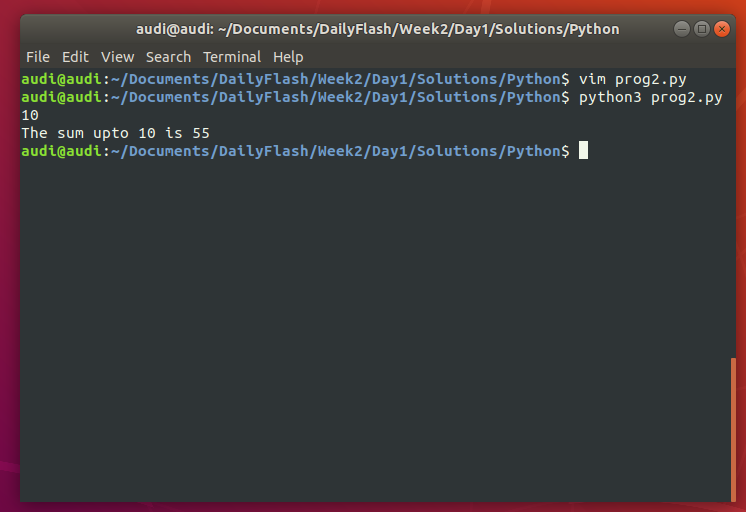 audi@audi: ~/Documents/DailyFlash/Week2/Day1/Solutions/Python
File Edit View Search Terminal Help
audi@audi:~/Documents/DailyFlash/Week2/Day1/Solutions/Python$ vim prog2.py
audi@audi:~/Documents/DailyFlash/Week2/Day1/Solutions/Python$ python3 prog2.py
10
The sum upto 10 is 55
audi@audi:~/Documents/DailyFlash/Week2/Day1/Solutions/Python$